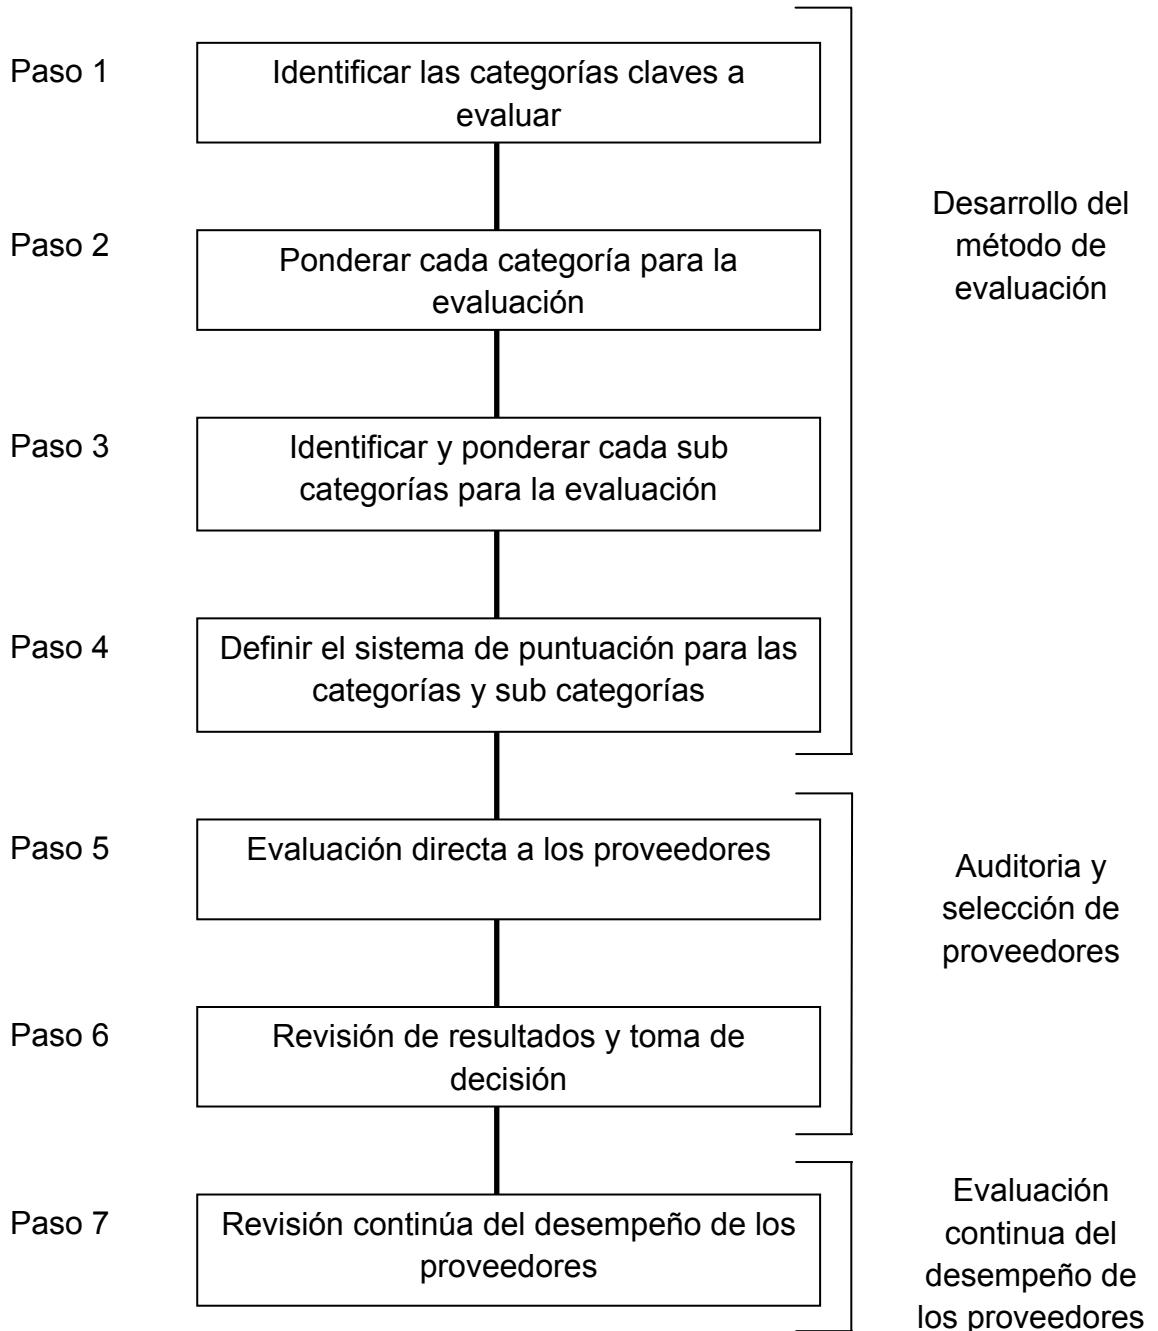 Paso 1
Identificar las categorías claves a
evaluar
Paso 2
Ponderar cada categoría para la
evaluación
Paso 3
Identificar y ponderar cada sub
categorías para la evaluación
Paso 4
Definir el sistema de puntuación para las
categorías y sub categorías
Desarrollo del
método de
evaluación
Paso 5
Evaluación directa a los proveedores
Paso 6
Revisión de resultados y toma de
decisión
Auditoria y
selección de
proveedores
Paso 7
Revisión continúa del desempeño de los
proveedores
Evaluación
continua del
desempeño de
los proveedores